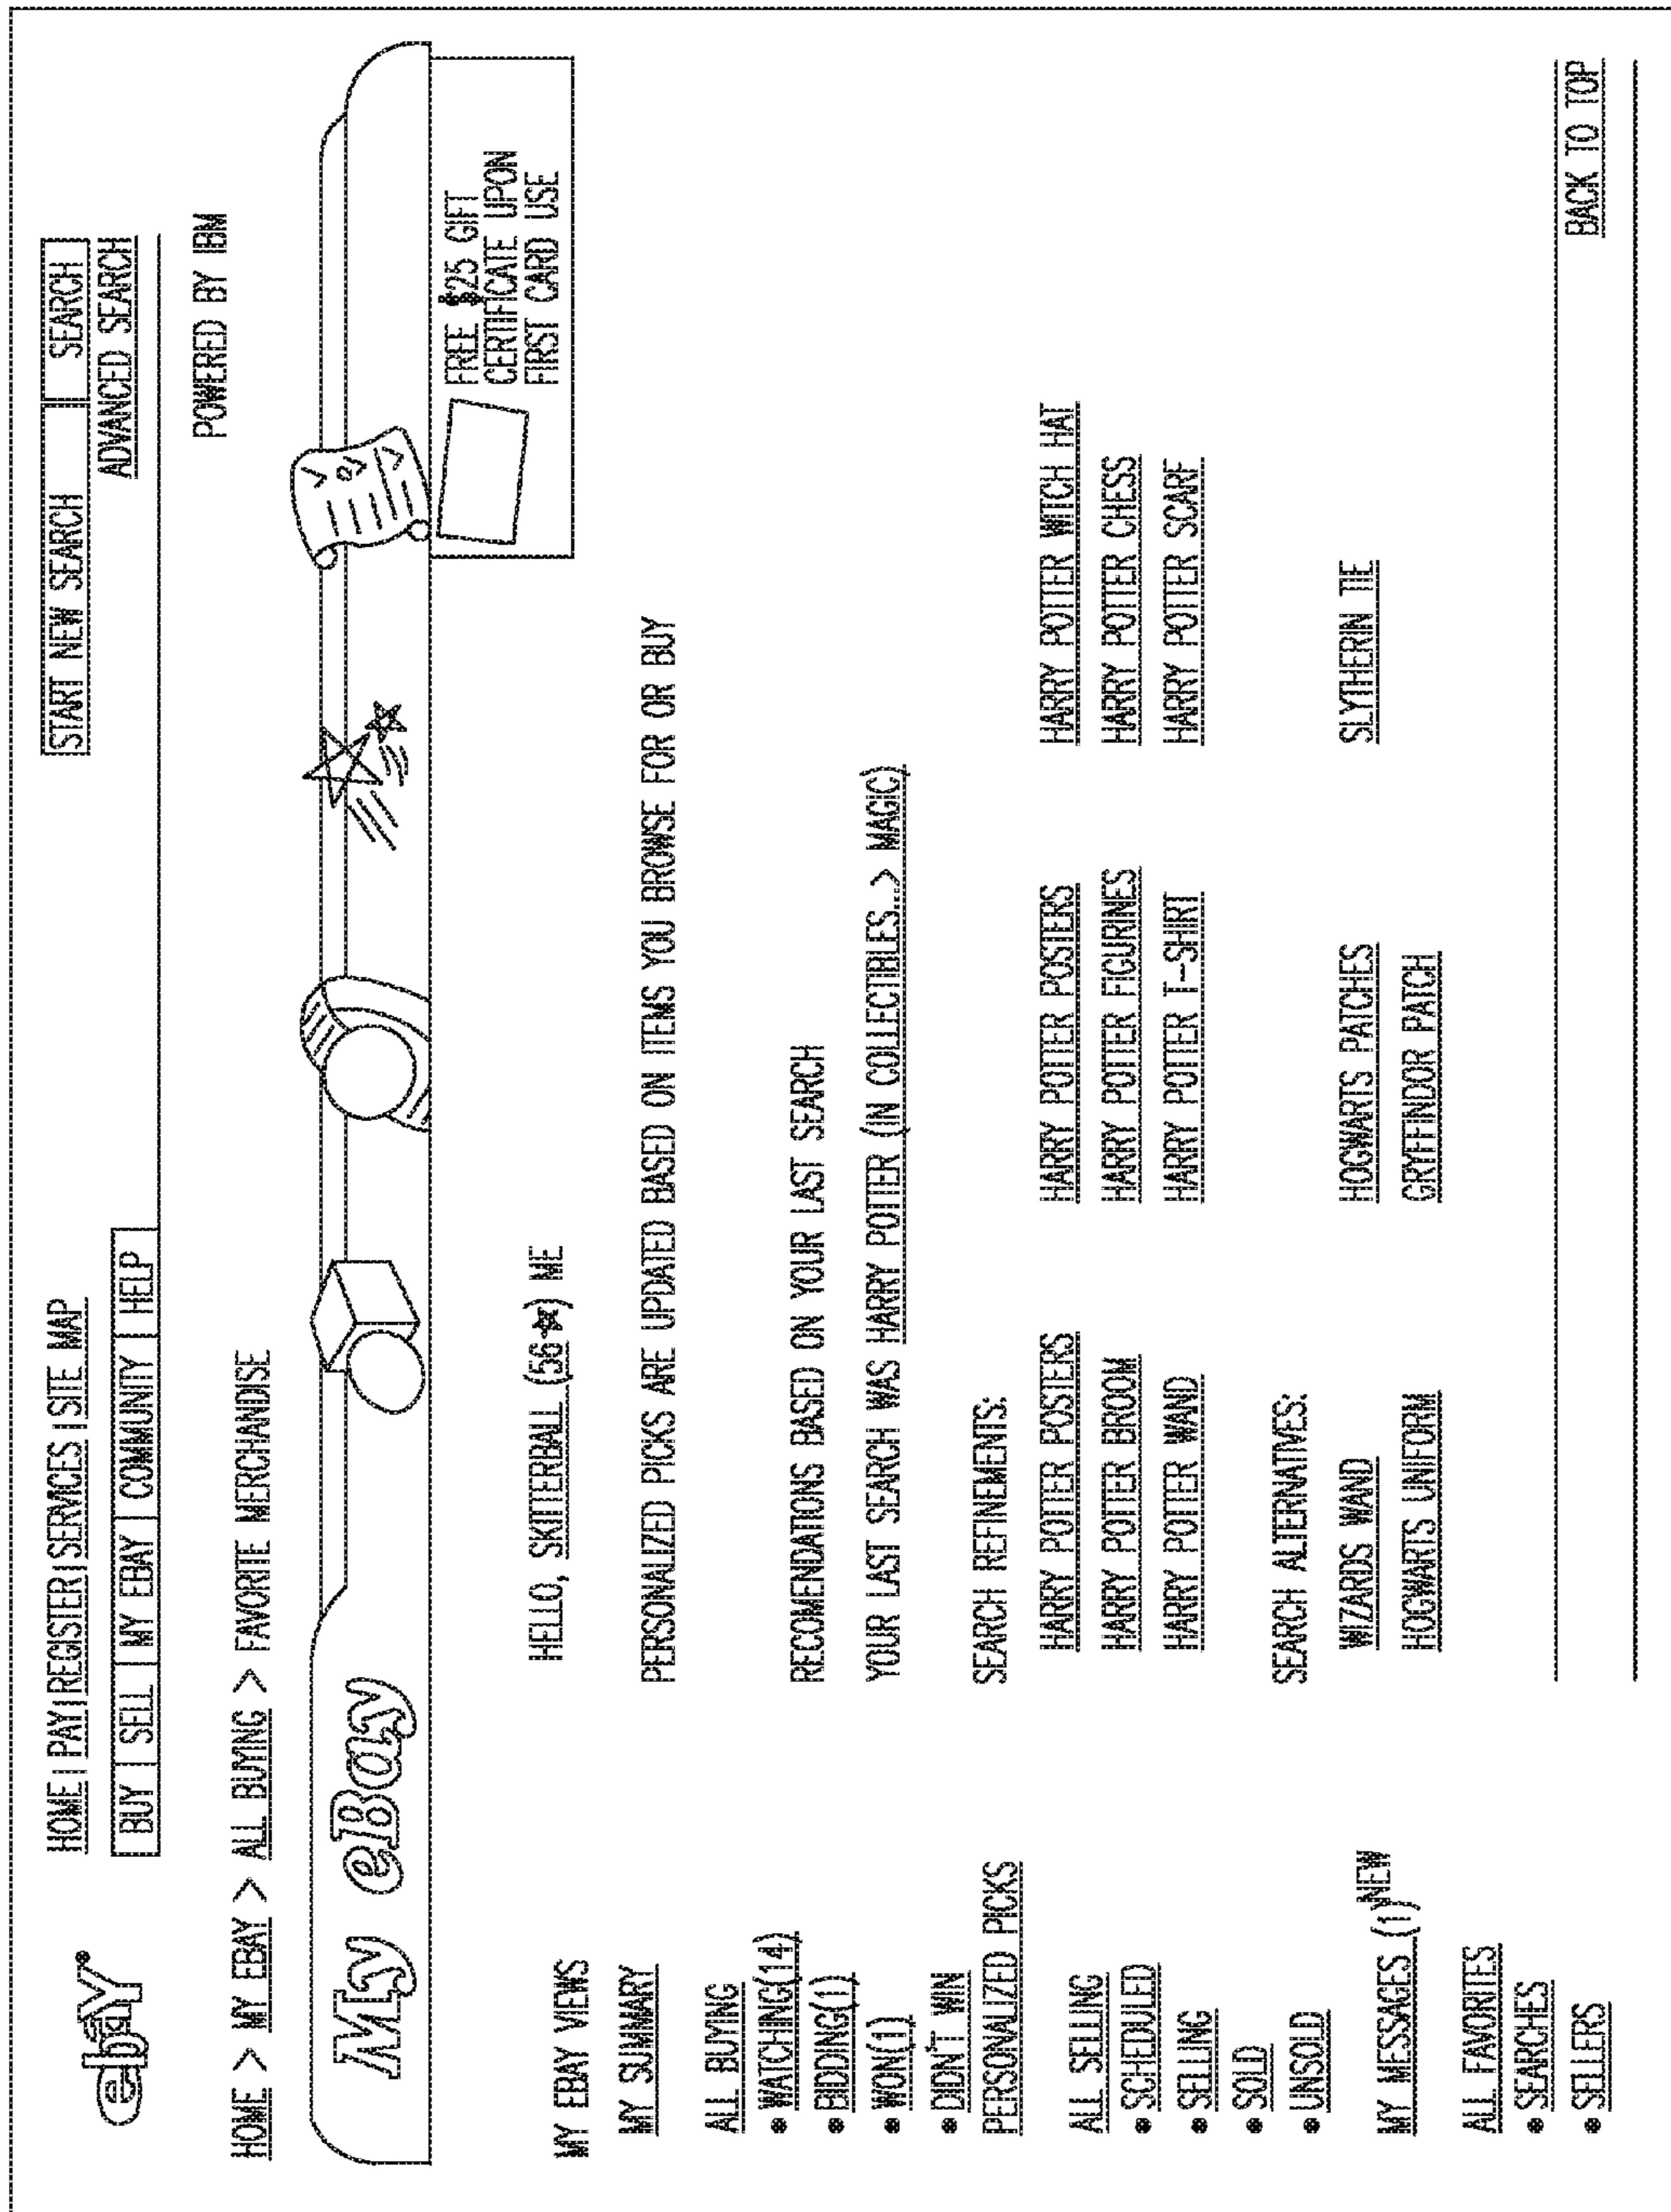 ebaY®
HOME | PAY | REGISTER | SERVICES | SITE MAP
BUY | SELL | MY EBAY | COMMUNITY | HELP
START NEW SEARCH
SEARCH
ADVANCED SEARCH
HOME > MY EBAY > ALL BUYING > FAVORITE MERCHANDISE
POWERED BY IBM
My eBay
FREE $25 GIFT
CERTIFICATE UPON
FIRST CARD USE
MY EBAY VIEWS
MY SUMMARY
ALL BUYING
• WATCHING(14)
• BIDDING(1)
• WON(1)
• DIDN'T WIN
PERSONALIZED PICKS
ALL SELLING
• SCHEDULED
• SELLING
• SOLD
• UNSOLD
MY MESSAGES (1) NEW
ALL FAVORITES
• SEARCHES
• SELLERS
HELLO, SKITTERBALL (56 ★) ME
PERSONALIZED PICKS ARE UPDATED BASED ON ITEMS YOU BROWSE FOR OR BUY
RECOMENDATIONS BASED ON YOUR LAST SEARCH
YOUR LAST SEARCH WAS HARRY POTTER (IN COLLECTIBLES...> MAGIC)
SEARCH REFINEMENTS:
HARRY POTTER POSTERS HARRY POTTER POSTERS HARRY POTTER WITCH HAT
HARRY POTTER BROOM HARRY POTTER FIGURINES HARRY POTTER CHESS
HARRY POTTER WAND HARRY POTTER T-SHIRT HARRY POTTER SCARF
SEARCH ALTERNATIVES:
WIZARDS WAND HOGWARTS PATCHES SLYTHERIN TIE
HOGWARTS UNIFORM GRYFFINDOR PATCH
BACK TO TOP